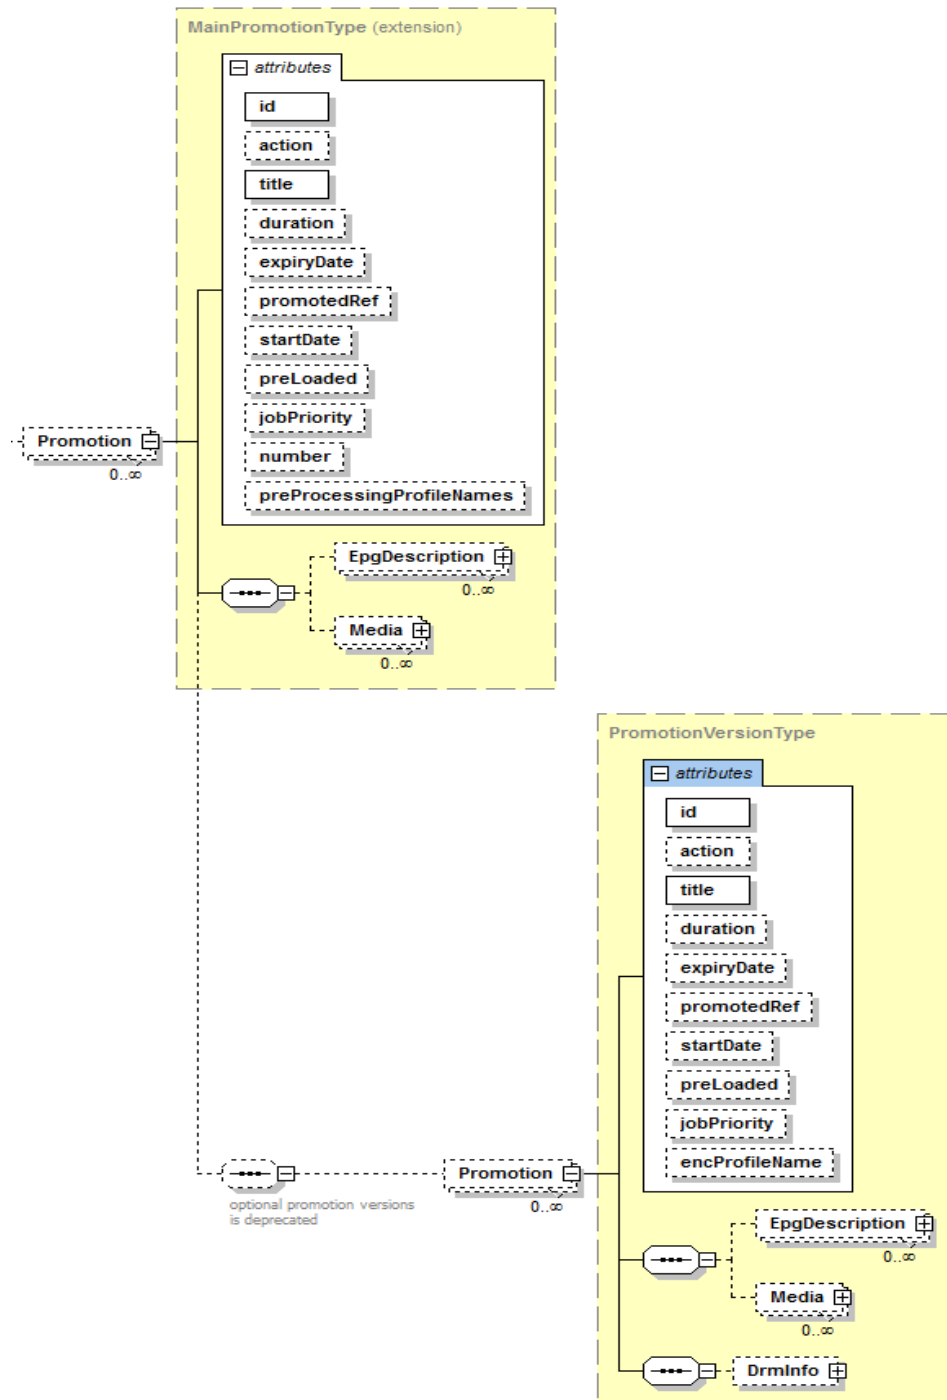 MainPromotionType (extension)
attributes
id
action
title
duration
expiryDate
promotedRef
startDate
preLoaded
jobPriority
Promotion
number
0..∞
preProcessingProfileNames
EpgDescription
0..∞
Media
0..∞
PromotionVersionType
attributes
id
action
title
duration
expiryDate
promotedRef
startDate
preLoaded
jobPriority
encProfileName
Promotion
0..∞
optional promotion versions
is deprecated
EpgDescription
0..∞
Media
0..∞
DrmInfo